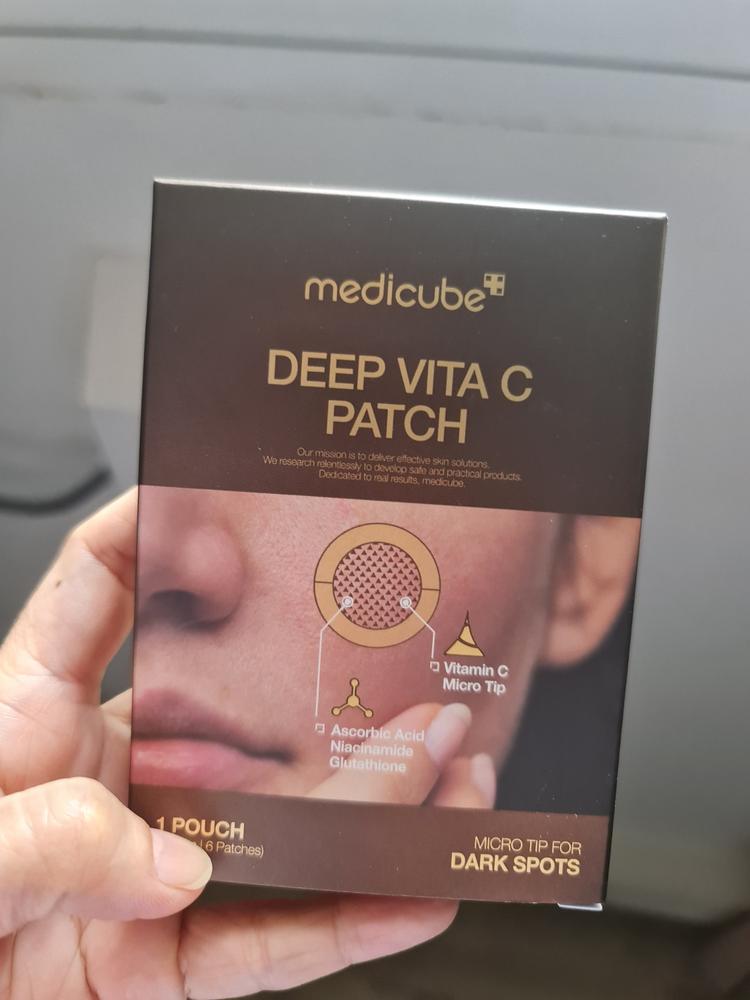 medicube
DEEP VITA C
PATCH
Our mission is to deliver effective skin solutions.
We research relentlessly to develop safe and practical products.
Dedicated to real results, medicube.
Vitamin C
Micro Tip
Ascorbic Acid
Niacinamide
Glutathione
1 POUCH
6 Patches)
MICRO TIP FOR
DARK SPOTS